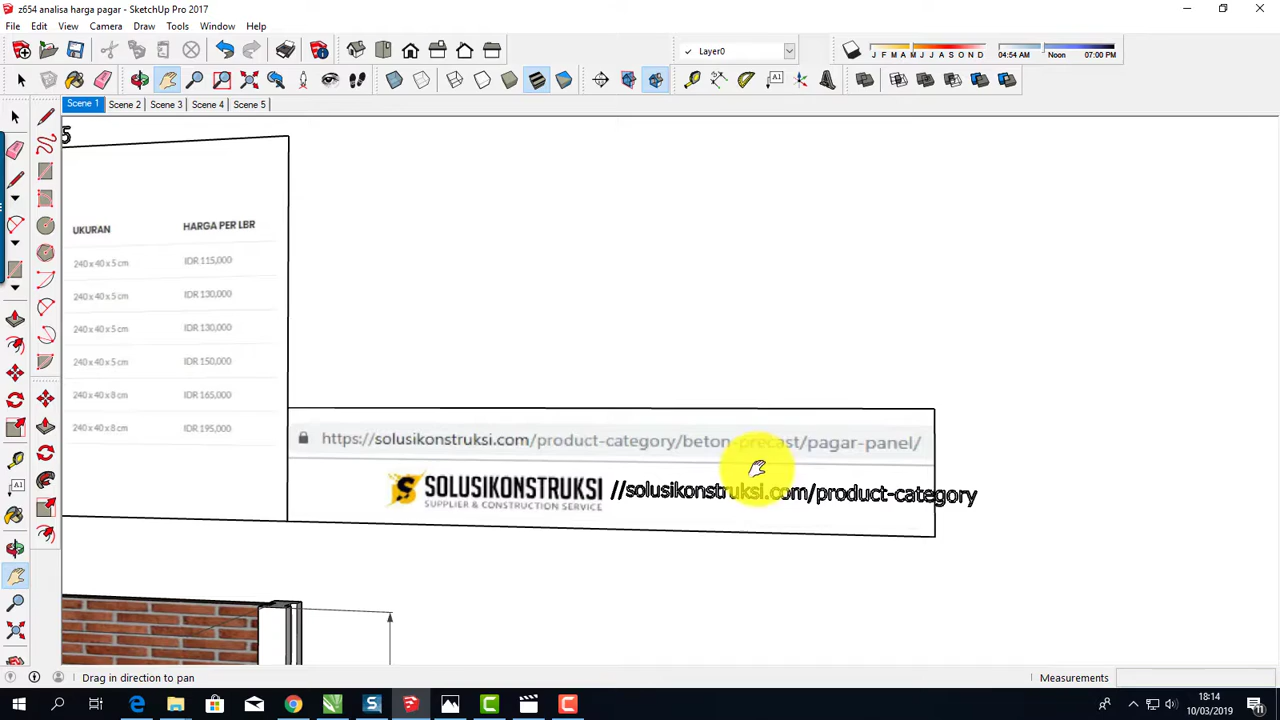 z654 analisa harga pagar - SketchUp Pro 2017
File Edit View Camera Draw Tools Window Help
Layer0
J F M A M J J A S O N D
04:54 AM Noon 07:00 PM
Scene 1 Scene 2 Scene 3 Scene 4 Scene 5
5
UKURAN HARGA PER LBR
240 x 40 x 5 cm IDR 115,000
240 x 40 x 5 cm IDR 130,000
240 x 40 x 5 cm IDR 130,000
240 x 40 x 5 cm IDR 150,000
240 x 40 x 8 cm IDR 165,000
240 x 40 x 8 cm IDR 195,000
https://solusikonstruksi.com/product-category/beton-precast/pagar-panel/
SOLUSIKONSTRUKSI //solusikonstruksi.com/product-category
SUPPLIER & CONSTRUCTION SERVICE
Drag in direction to pan Measurements
18:14
10/03/2019
11